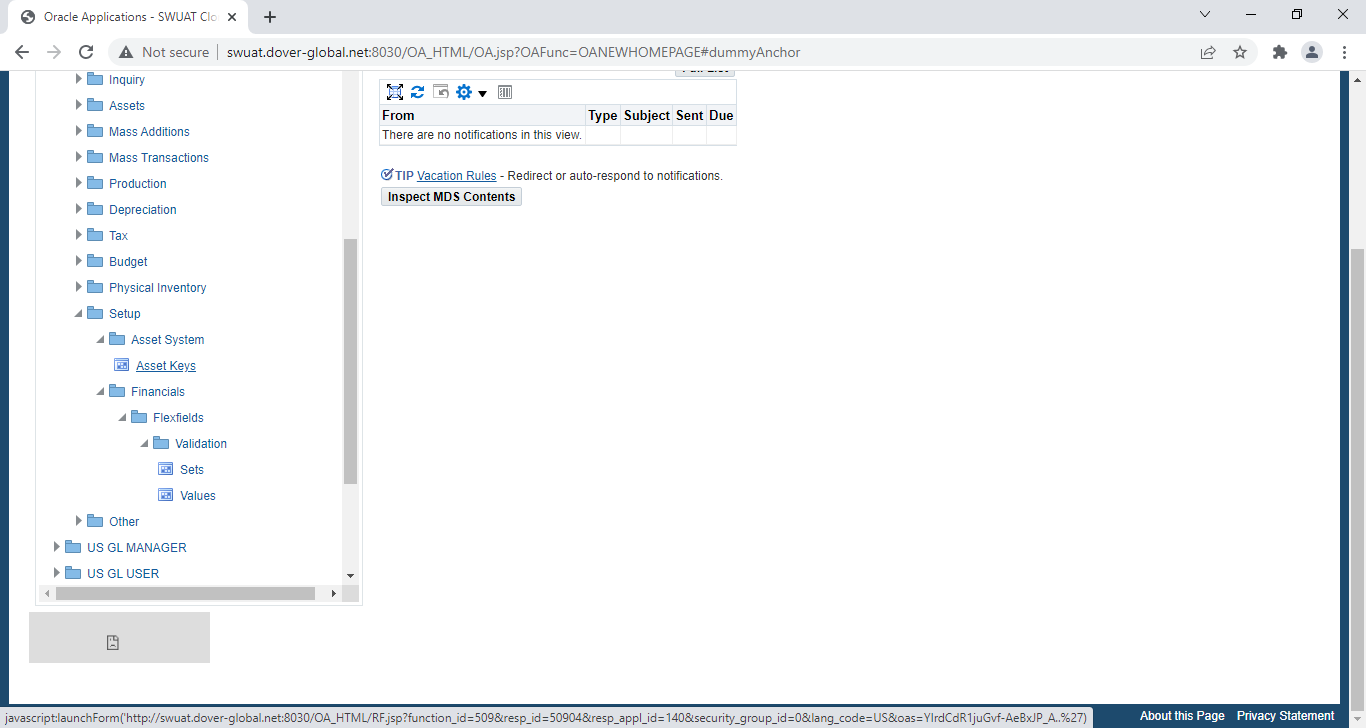 Oracle Applications - SWUAT Clo
Not secure
swuat.dover-global.net:8030/OA_HTML/OA.jsp?OAFunc=OANEWHOMEPAGE#dummyAnchor
Inquiry
Assets
Mass Additions
Mass Transactions
Production
Depreciation
Tax
Budget
Physical Inventory
Setup
Asset System
Asset Keys
Financials
Flexfields
Validation
Sets
Values
Other
US GL MANAGER
US GL USER
From Type Subject Sent Due
There are no notifications in this view.
TIP Vacation Rules - Redirect or auto-respond to notifications.
Inspect MDS Contents
javascript:launchForm('http://swuat.dover-global.net:8030/OA_HTML/RF.jsp?function_id=509&resp_id=50904&resp_appl_id=140&security_group_id=0&lang_code=US&oas=YIrdCdR1juGvf-AeBxJP_A..%27)
About this Page Privacy Statement